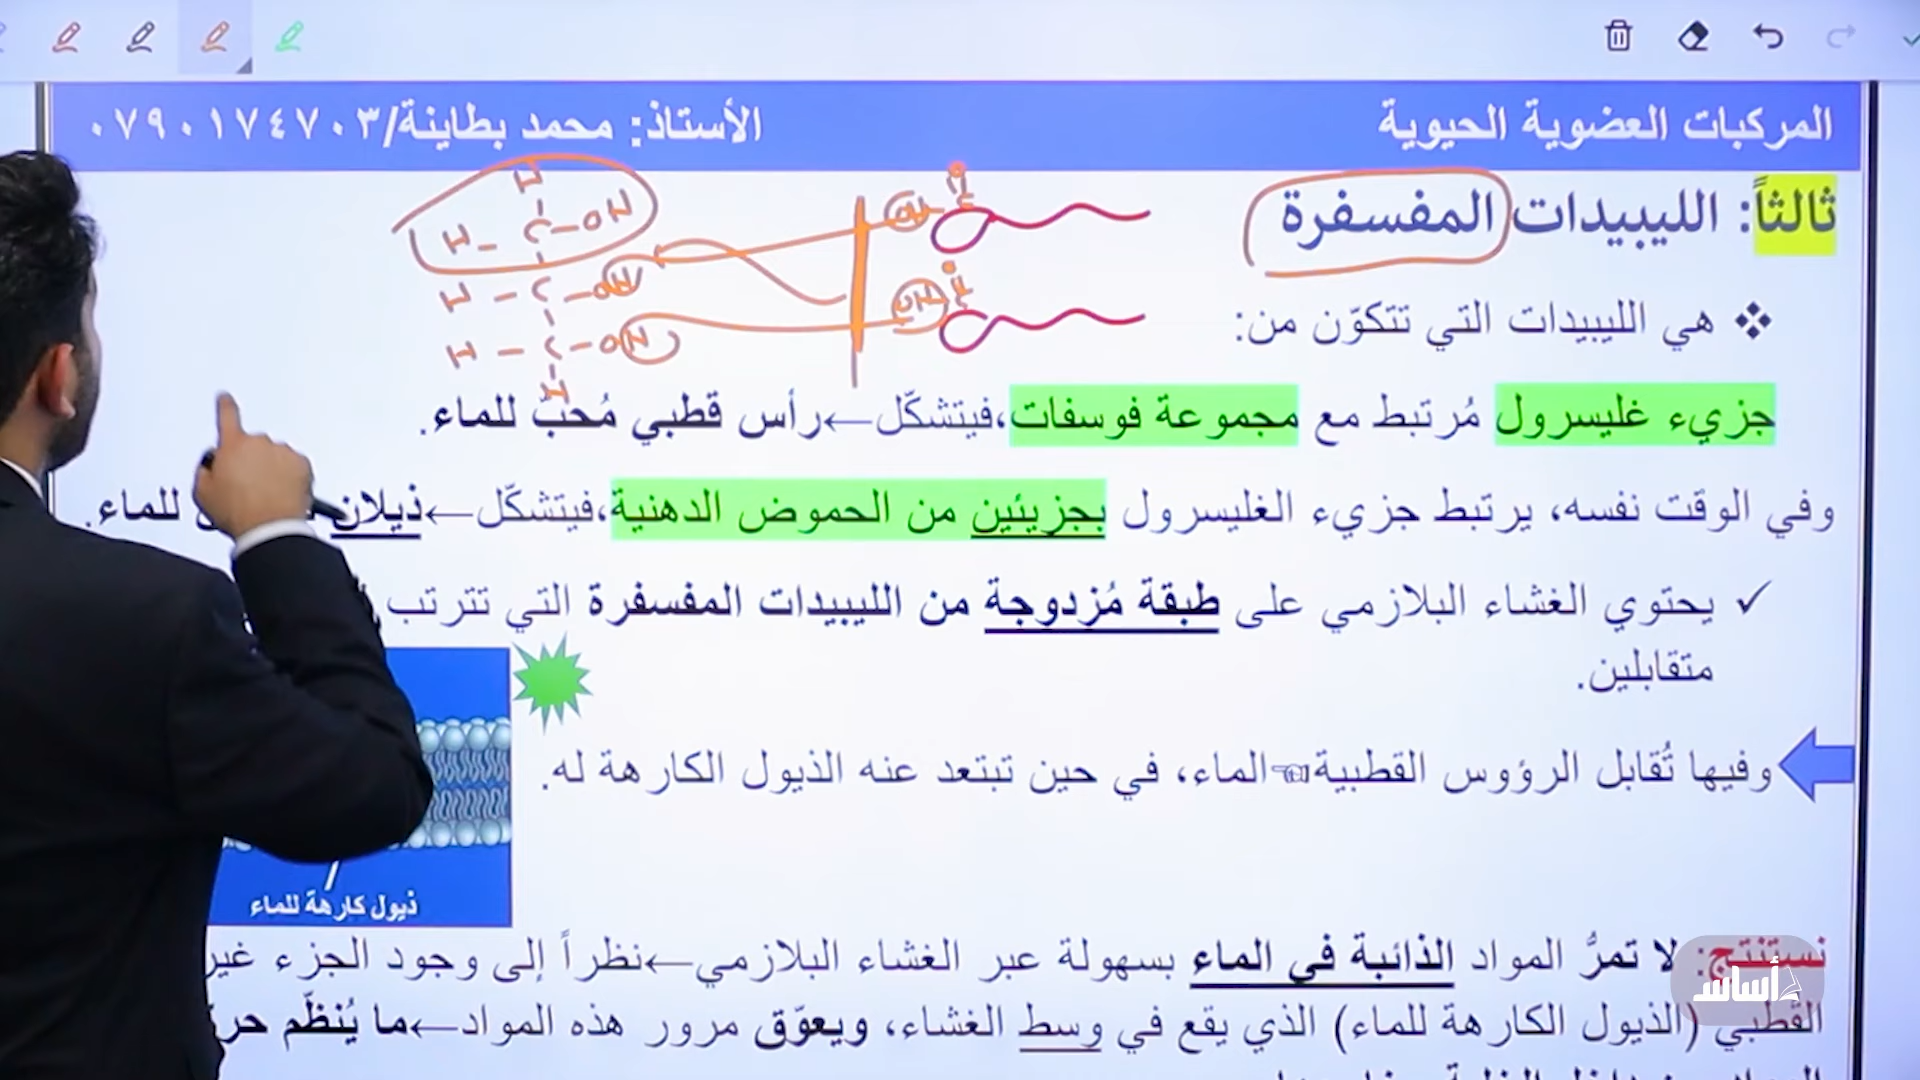 المركبات العضوية الحيوية
الأستاذ: محمد بطاينة/٠٧٩٠١٧٤٧٠٣
ثالثاً: الليبيدات المفسفرة
H
H - C - OH
H - C - OH
H - C - OH
H
OH
OH
❖ هي الليبيدات التي تتكوّن من:
جزيء غليسرول مُرتبط مع مجموعة فوسفات،فيتشكّل←رأس قطبي مُحبّ للماء.
وفي الوقت نفسه، يرتبط جزيء الغليسرول بجزيئين من الحموض الدهنية،فيتشكّل←ذيلان للماء.
✓ يحتوي الغشاء البلازمي على طبقة مُزدوجة من الليبيدات المفسفرة التي تترتب
متقابلين.
وفيها تُقابل الرؤوس القطبية☜الماء، في حين تبتعد عنه الذيول الكارهة له.
ذيول كارهة للماء
نستنتج: لا تمرُّ المواد الذائبة في الماء بسهولة عبر الغشاء البلازمي←نظراً إلى وجود الجزء غير
القطبي (الذيول الكارهة للماء) الذي يقع في وسط الغشاء، ويعوّق مرور هذه المواد←ما يُنظّم
أساس